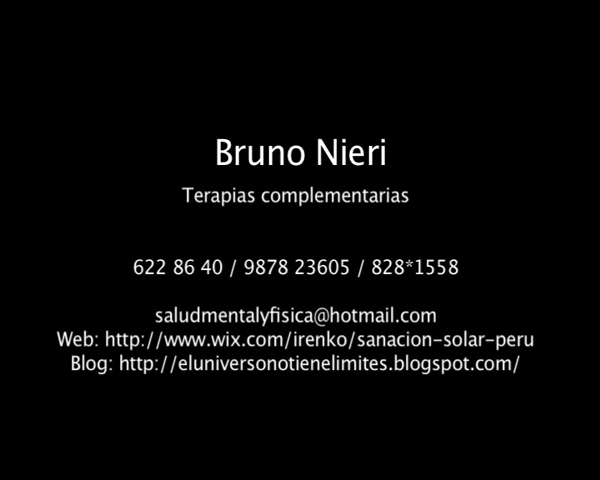 Bruno Nieri
Terapias complementarias
622 86 40 / 9878 23605 / 828*1558
saludmentalyfisica@hotmail.com
Web: http://www.wix.com/irenko/sanacion-solar-peru
Blog: http://eluniversonotienelimites.blogspot.com/